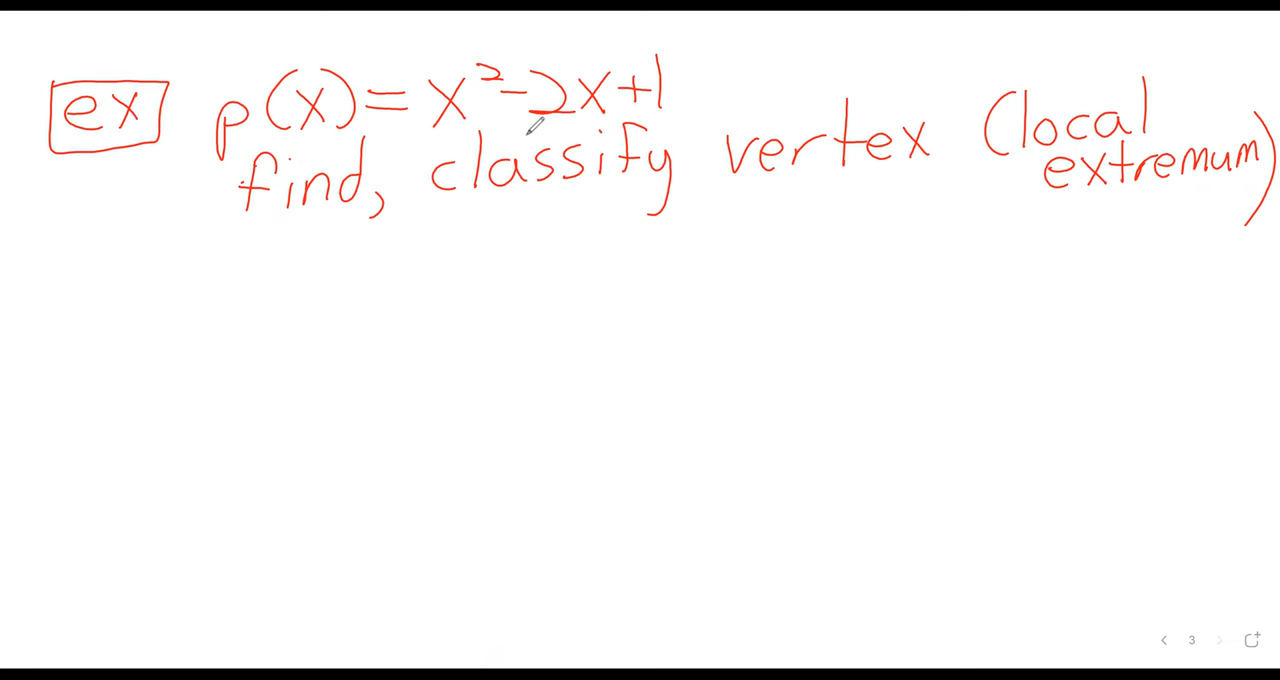 ex p(x) = x² - 2x + 1
find, classify vertex (local
extremum)
3